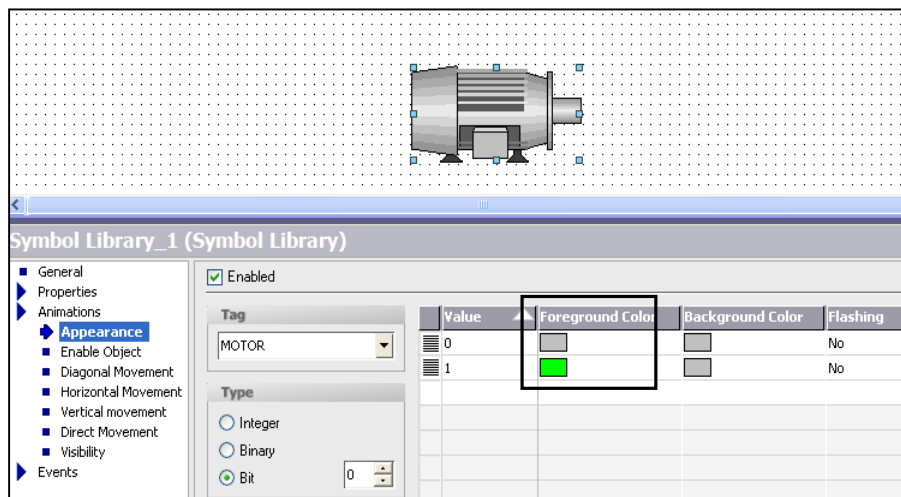 Symbol Library_1 (Symbol Library)
General
Properties
Animations
Appearance
Enable Object
Diagonal Movement
Horizontal Movement
Vertical movement
Direct Movement
Visibility
Events
Enabled
Tag
MOTOR
Type
Integer
Binary
Bit 0
Value Foreground Color Background Color Flashing
0 No
1 No